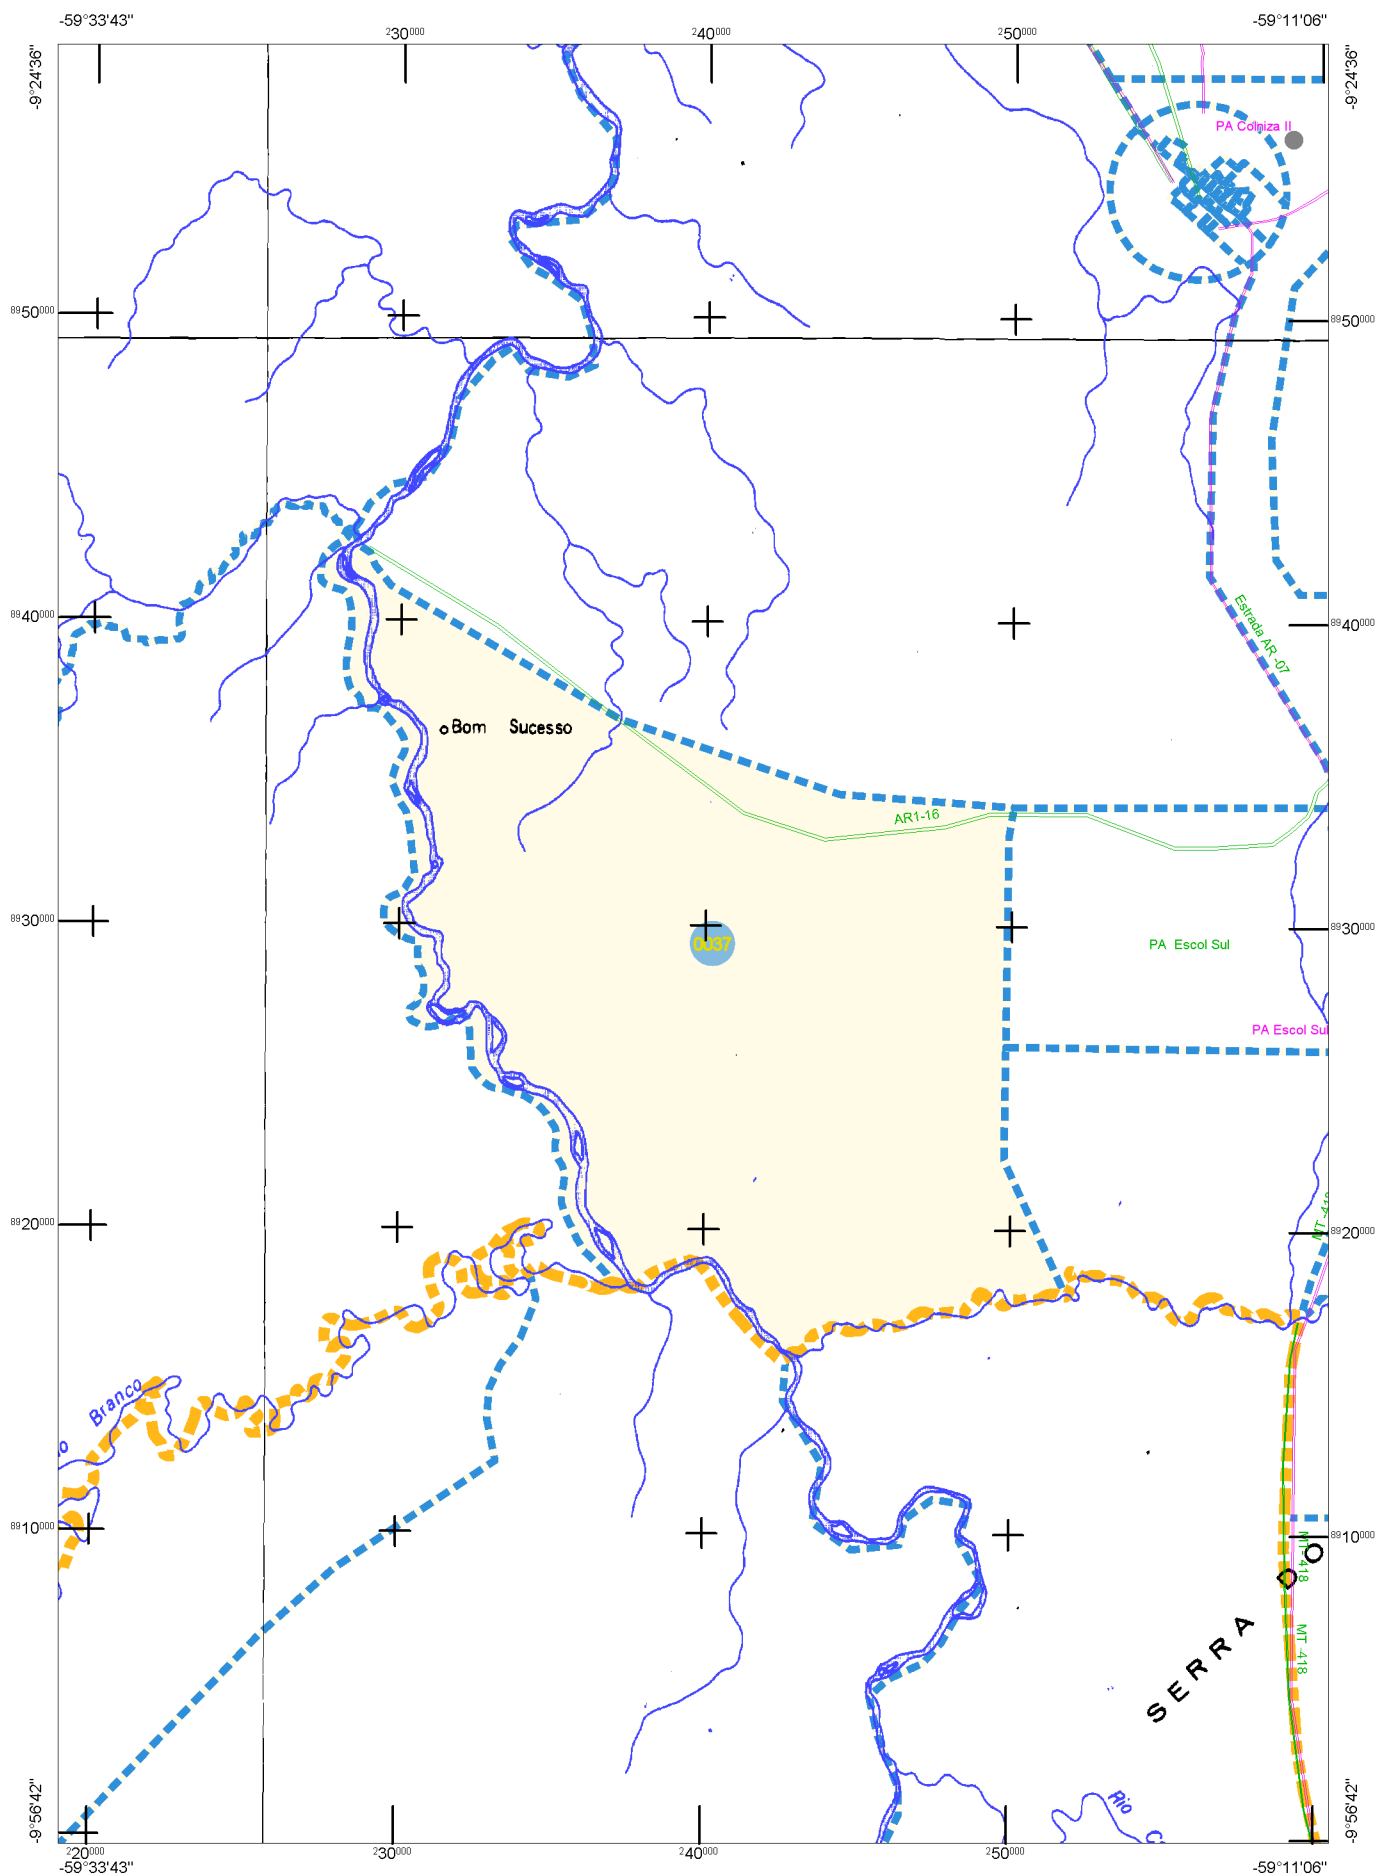 -59°33'43"
-59°11'06"
²30⁰⁰⁰
²40⁰⁰⁰
²50⁰⁰⁰
-9°24'36"
-9°24'36"
PA Colniza II
8950⁰⁰⁰
8950⁰⁰⁰
Estrada AR -07
8940⁰⁰⁰
8940⁰⁰⁰
Bom Sucesso
AR1-16
8930⁰⁰⁰
8930⁰⁰⁰
0037
PA Escol Sul
PA Escol Sul
MT -418
8920⁰⁰⁰
8920⁰⁰⁰
Branco
o
8910⁰⁰⁰
8910⁰⁰⁰
MT -418
MT -418
SERRA
Rio
C
-9°56'42"
-9°56'42"
²20⁰⁰⁰
²30⁰⁰⁰
²40⁰⁰⁰
²50⁰⁰⁰
-59°33'43"
-59°11'06"